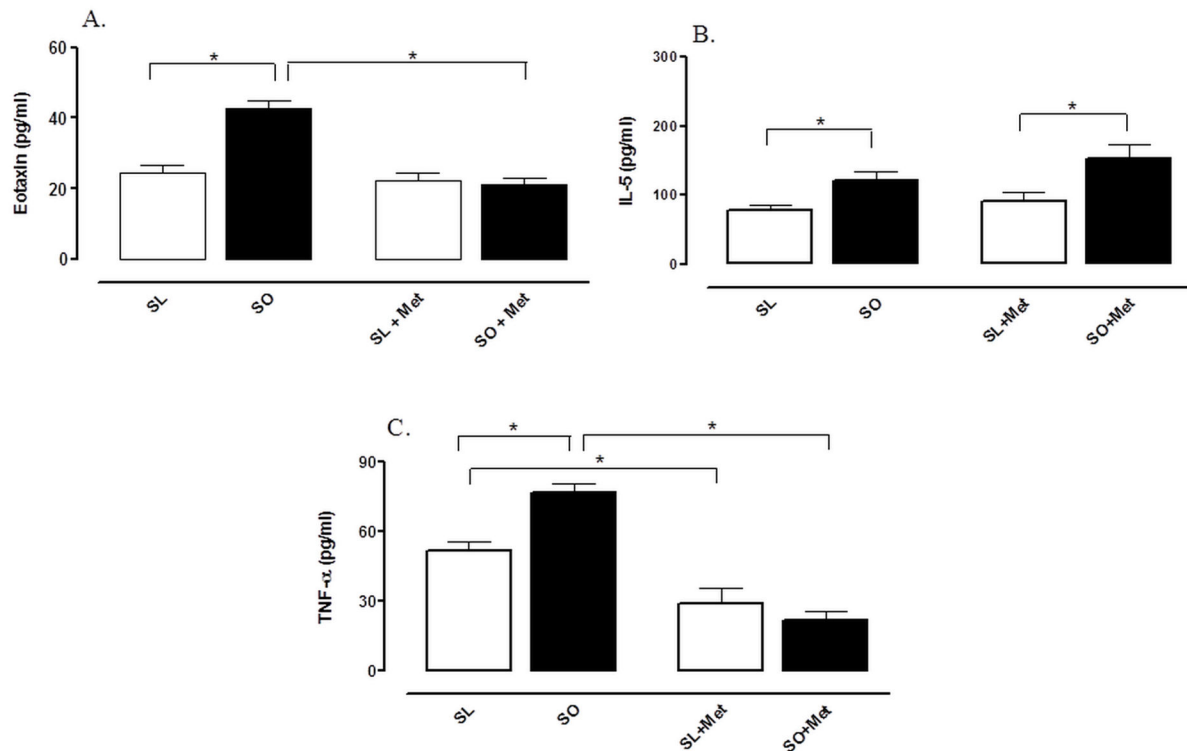 A.
60
40
20
0
Eotaxin (pg/ml)
*
*
SL
SO
SL + Met
SO + Met
B.
300
200
100
0
IL-5 (pg/ml)
*
*
SL
SO
SL+Met
SO+Met
C.
90
60
30
0
TNF-α (pg/ml)
*
*
*
SL
SO
SL+Met
SO+Met